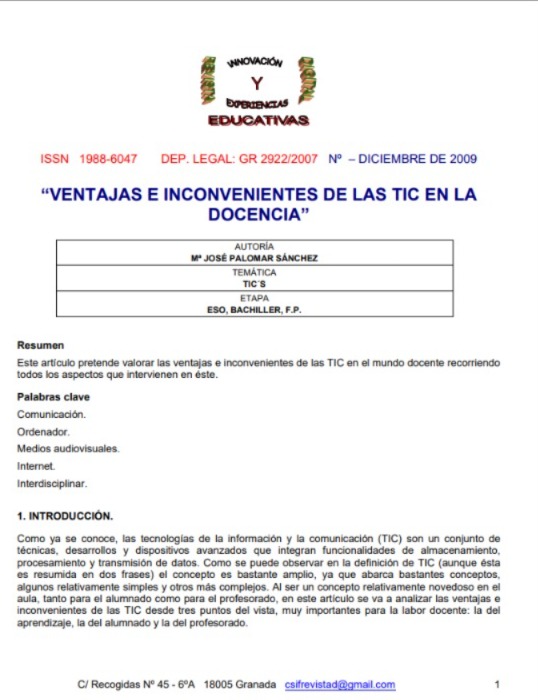 INNOVACIÓN
Y
EXPERIENCIAS
EDUCATIVAS
ISSN 1988-6047 DEP. LEGAL: GR 2922/2007 Nº – DICIEMBRE DE 2009
“VENTAJAS E INCONVENIENTES DE LAS TIC EN LA
DOCENCIA”
AUTORÍA
Mª JOSÉ PALOMAR SÁNCHEZ
TEMÁTICA
TIC´S
ETAPA
ESO, BACHILLER, F.P.
Resumen
Este artículo pretende valorar las ventajas e inconvenientes de las TIC en el mundo docente recorriendo
todos los aspectos que intervienen en éste.
Palabras clave
Comunicación.
Ordenador.
Medios audiovisuales.
Internet.
Interdisciplinar.
1. INTRODUCCIÓN.
Como ya se conoce, las tecnologías de la información y la comunicación (TIC) son un conjunto de
técnicas, desarrollos y dispositivos avanzados que integran funcionalidades de almacenamiento,
procesamiento y transmisión de datos. Como se puede observar en la definición de TIC (aunque ésta
es resumida en dos frases) el concepto es bastante amplio, ya que abarca bastantes conceptos,
algunos relativamente simples y otros más complejos. Al ser un concepto relativamente novedoso en el
aula, tanto para el alumnado como para el profesorado, en este artículo se va a analizar las ventajas e
inconvenientes de las TIC desde tres puntos del vista, muy importantes para la labor docente: la del
aprendizaje, la del alumnado y la del profesorado.
C/ Recogidas Nº 45 - 6ºA 18005 Granada csifrevistad@gmail.com 1